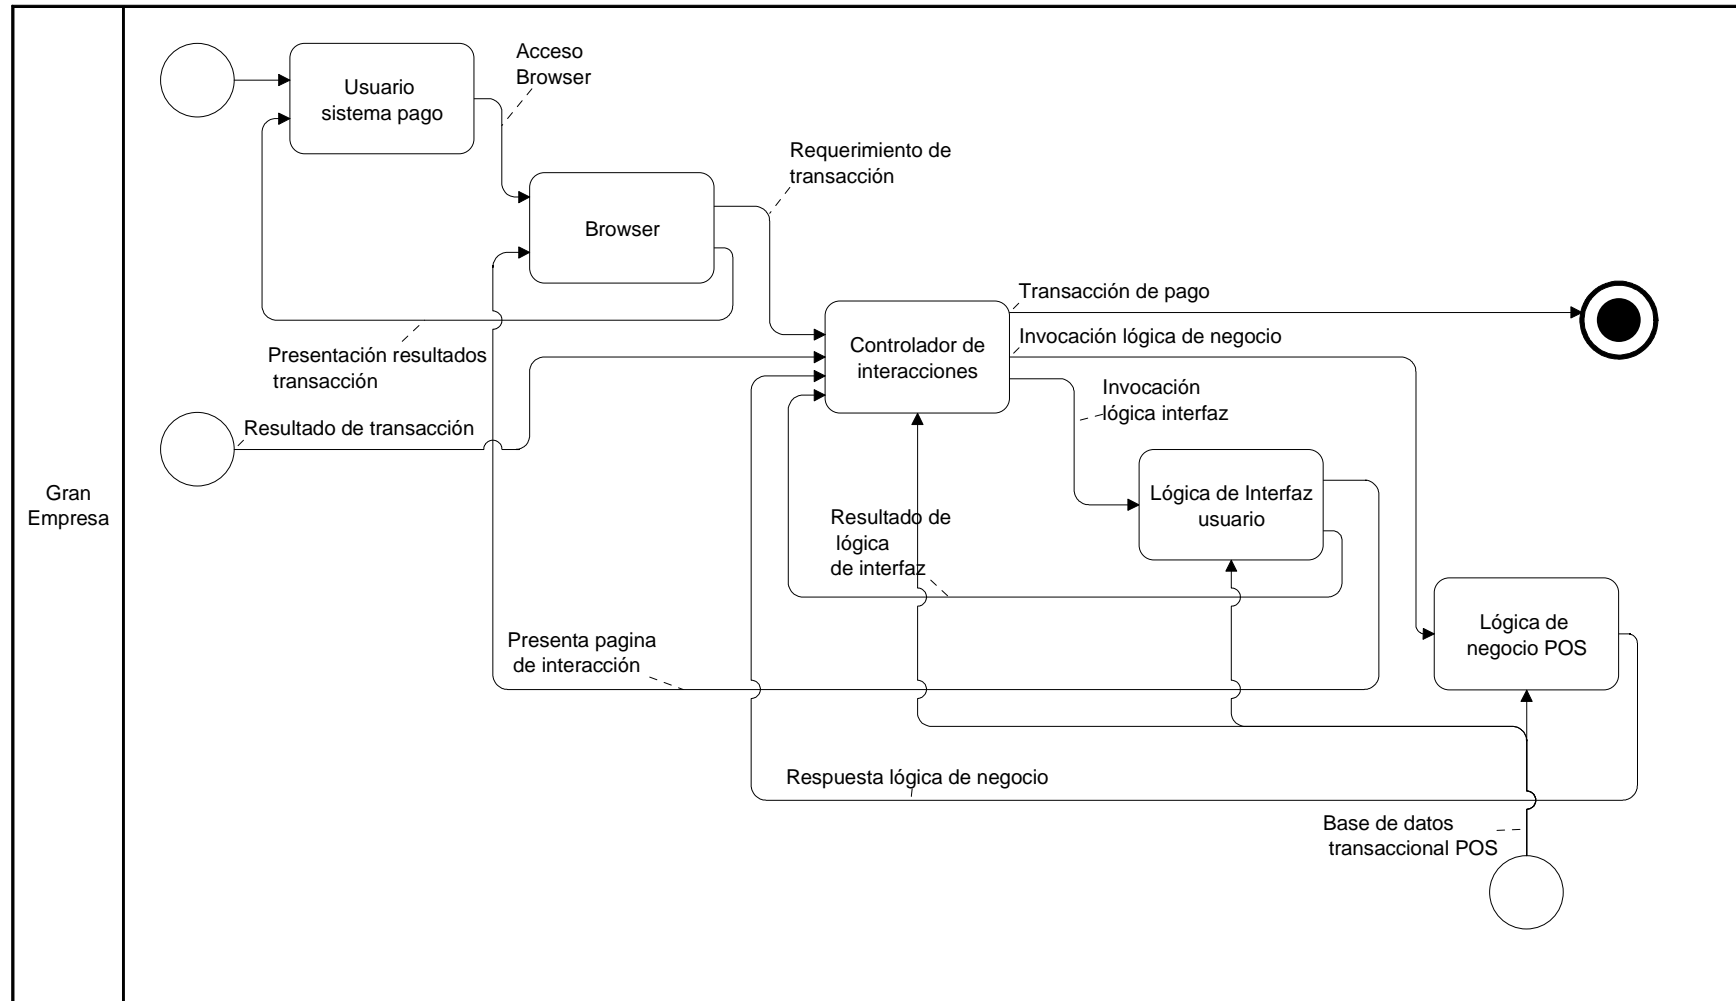 Gran
Empresa
Usuario
sistema pago
Acceso
Browser
Browser
Requerimiento de
transacción
Presentación resultados
transacción
Resultado de transacción
Controlador de
interacciones
Transacción de pago
Invocación lógica de negocio
Invocación
lógica interfaz
Lógica de Interfaz
usuario
Resultado de
lógica
de interfaz
Lógica de
negocio POS
Presenta pagina
de interacción
Respuesta lógica de negocio
Base de datos
transaccional POS